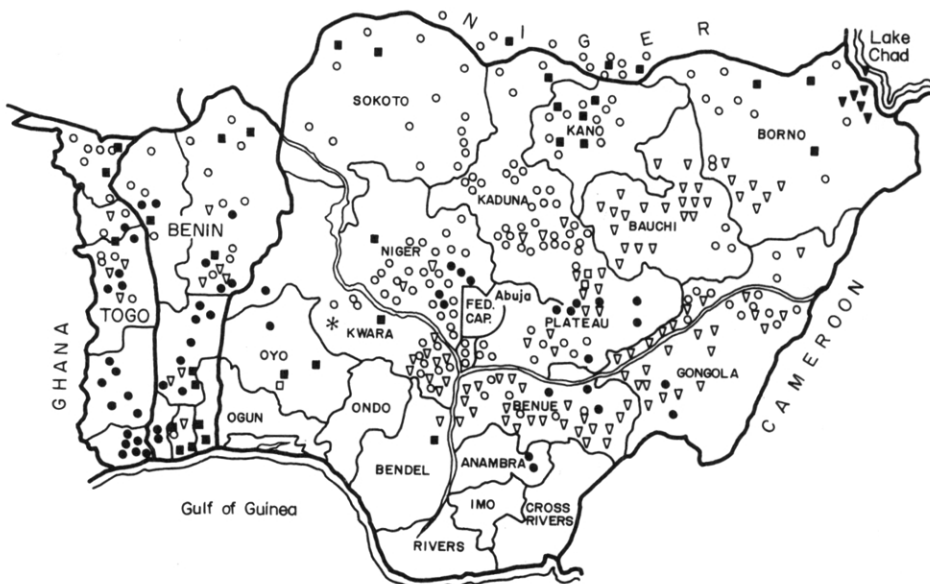 NIGER
Lake
Chad
SOKOTO
KANO
BORNO
KADUNA
BAUCHI
BENIN
NIGER
Abuja
FED.
CAP.
PLATEAU
TOGO
KWARA
OYO
GONGOLA
GHANA
CAMEROON
BENUE
OGUN
ONDO
BENDEL
ANAMBRA
IMO
CROSS
RIVERS
RIVERS
Gulf of Guinea